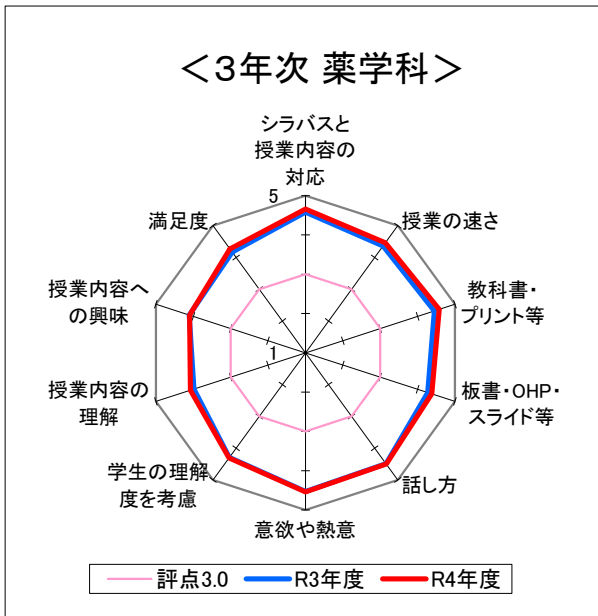 ＜3年次 薬学科＞
シラバスと
授業内容の
対応
5
授業の速さ
教科書・
プリント等
板書・OHP・
スライド等
話し方
意欲や熱意
学生の理解
度を考慮
授業内容の
理解
授業内容へ
の興味
満足度
1
評点3.0
R3年度
R4年度